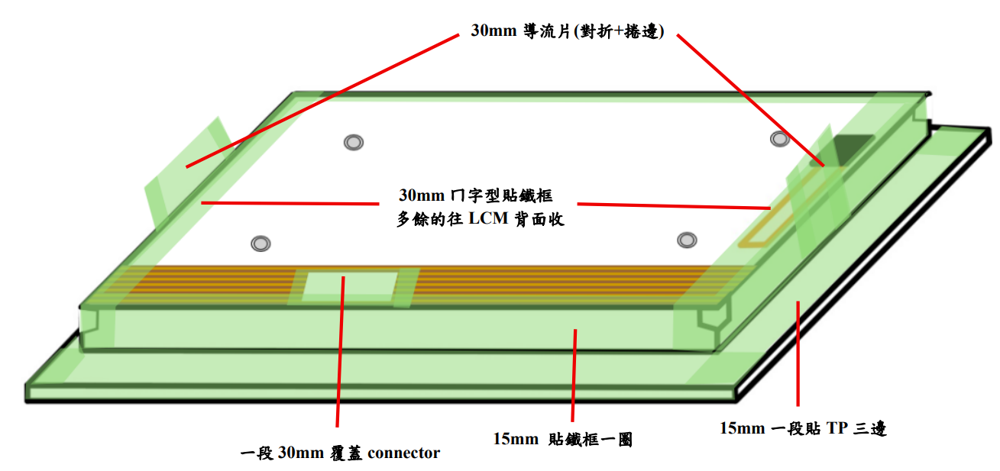 30mm 導流片(對折+捲邊)
30mm 冂字型貼鐵框
多餘的往 LCM 背面收
15mm 一段貼 TP 三邊
15mm 貼鐵框一圈
一段 30mm 覆蓋 connector